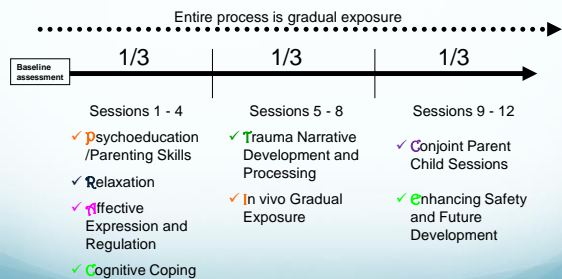 Entire process is gradual exposure
1/3
1/3
1/3
Baseline
assessment
Sessions 1 - 4
Psychoeducation
/Parenting Skills
Relaxation
Affective
Expression and
Regulation
Cognitive Coping
Sessions 5 - 8
Trauma Narrative
Development and
Processing
In vivo Gradual
Exposure
Sessions 9 - 12
Conjoint Parent
Child Sessions
Enhancing Safety
and Future
Development